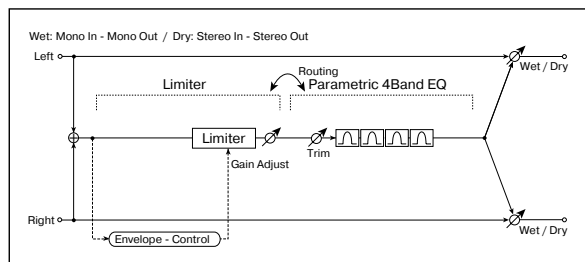 Wet: Mono In - Mono Out / Dry: Stereo In - Stereo Out
Left
Wet / Dry
Routing
Limiter
Parametric 4Band EQ
Limiter
Gain Adjust
Trim
Right
Envelope - Control
Wet / Dry